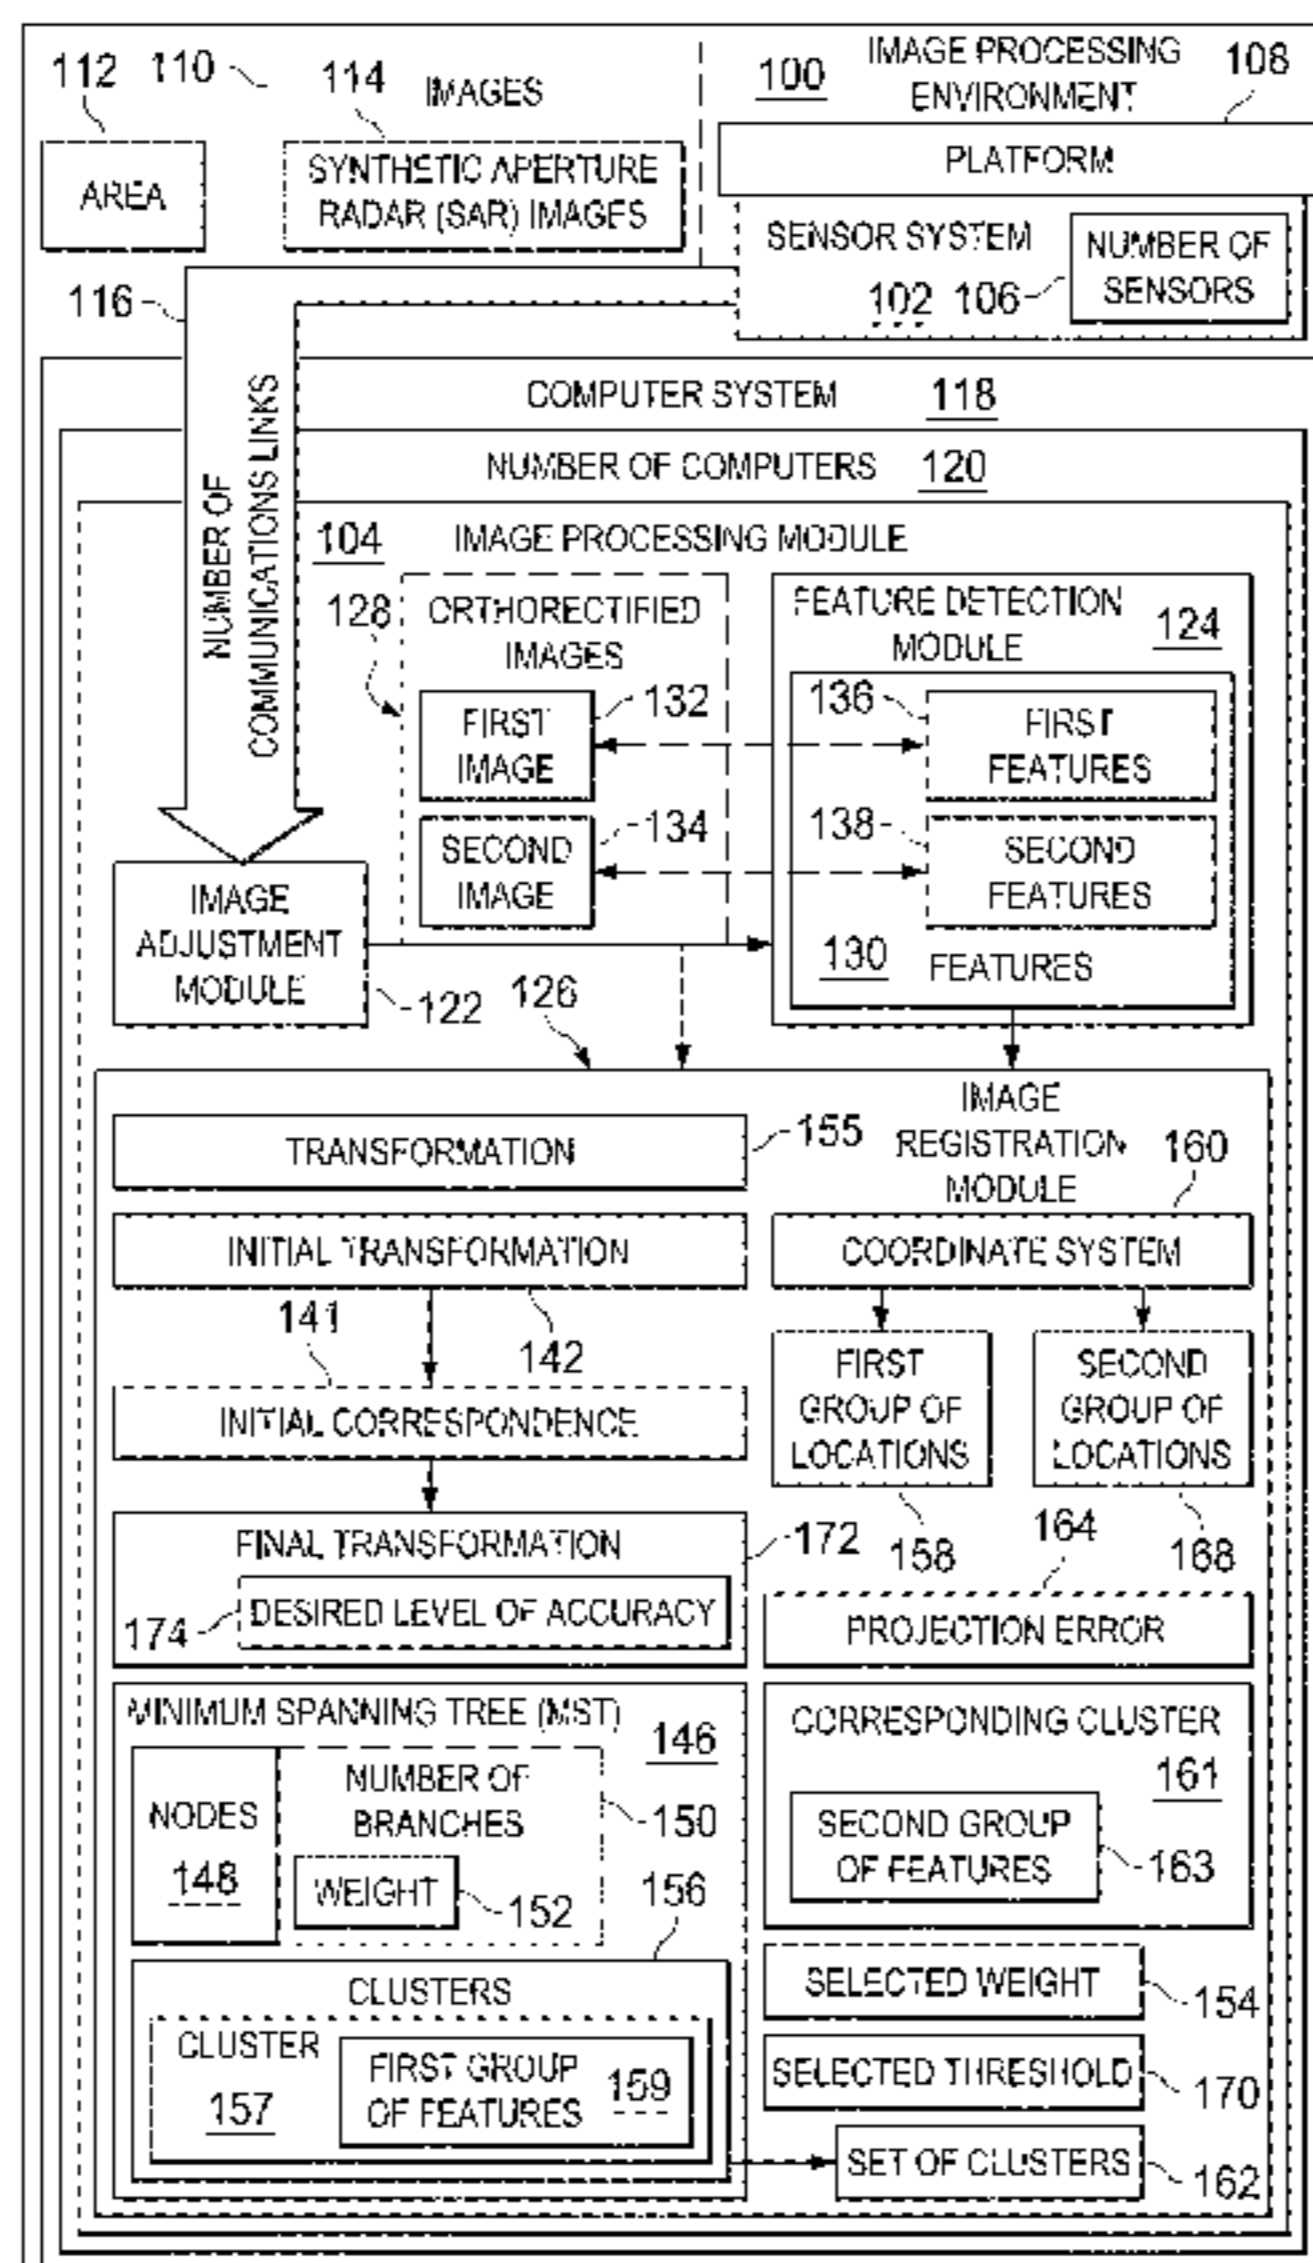 112
110
114
IMAGES
100
IMAGE PROCESSING
ENVIRONMENT
108
AREA
SYNTHETIC APERTURE
RADAR (SAR) IMAGES
PLATFORM
SENSOR SYSTEM
102
106
NUMBER OF
SENSORS
116
NUMBER OF
COMMUNICATIONS LINKS
COMPUTER SYSTEM 118
NUMBER OF COMPUTERS 120
104 IMAGE PROCESSING MODULE
128
ORTHORECTIFIED
IMAGES
FIRST
IMAGE
132
SECOND
IMAGE
134
FEATURE DETECTION
MODULE
124
136
FIRST
FEATURES
138
SECOND
FEATURES
130 FEATURES
IMAGE
ADJUSTMENT
MODULE
122
126
IMAGE
REGISTRATION
MODULE
TRANSFORMATION
155
160
INITIAL TRANSFORMATION
COORDINATE SYSTEM
141
142
INITIAL CORRESPONDENCE
FIRST
GROUP OF
LOCATIONS
SECOND
GROUP OF
LOCATIONS
158
168
FINAL TRANSFORMATION
172
174
DESIRED LEVEL OF ACCURACY
164
PROJECTION ERROR
MINIMUM SPANNING TREE (MST)
146
NODES
148
NUMBER OF
BRANCHES
150
WEIGHT
152
156
CORRESPONDING CLUSTER
161
SECOND GROUP
OF FEATURES
163
CLUSTERS
CLUSTER
157
FIRST GROUP
OF FEATURES
159
SELECTED WEIGHT
154
SELECTED THRESHOLD
170
SET OF CLUSTERS
162